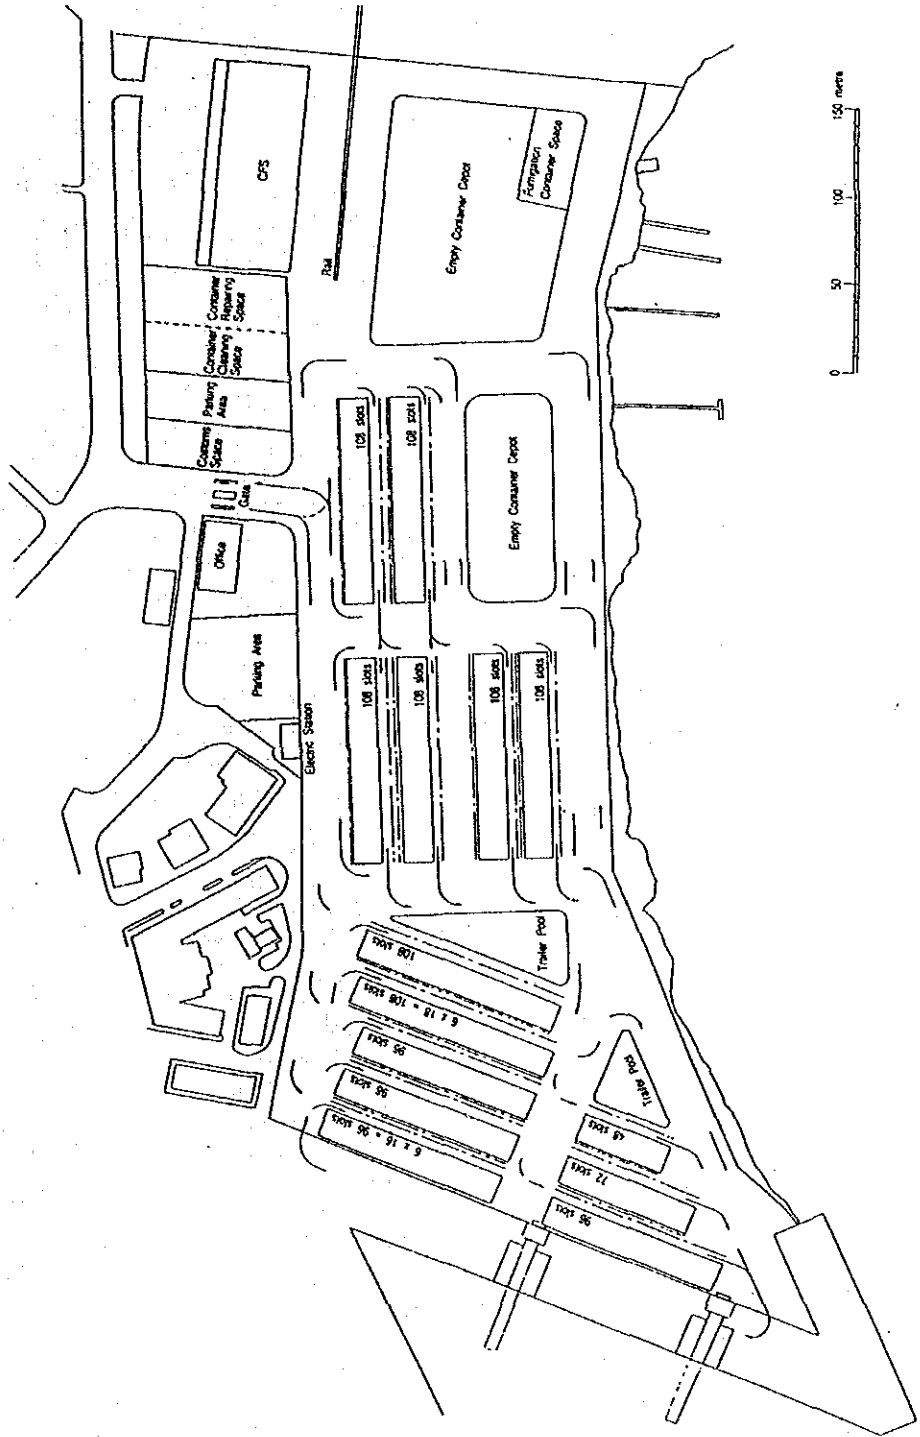 CFS
Rail
Container
Repairing
Space
Container
Cleaning
Space
Parking
Area
Customs
Space
Gate
Office
Parking Area
Electric Station
Empty Container Depot
Fumigation
Container Space
Empty Container Depot
108 slots
108 slots
108 slots
108 slots
108 slots
108 slots
Trailer Pool
108 slots
6 x 18 = 108 slots
96 slots
96 slots
6 x 16 = 96 slots
Trailer Pool
48 slots
72 slots
96 slots
0
50
100
150 metre